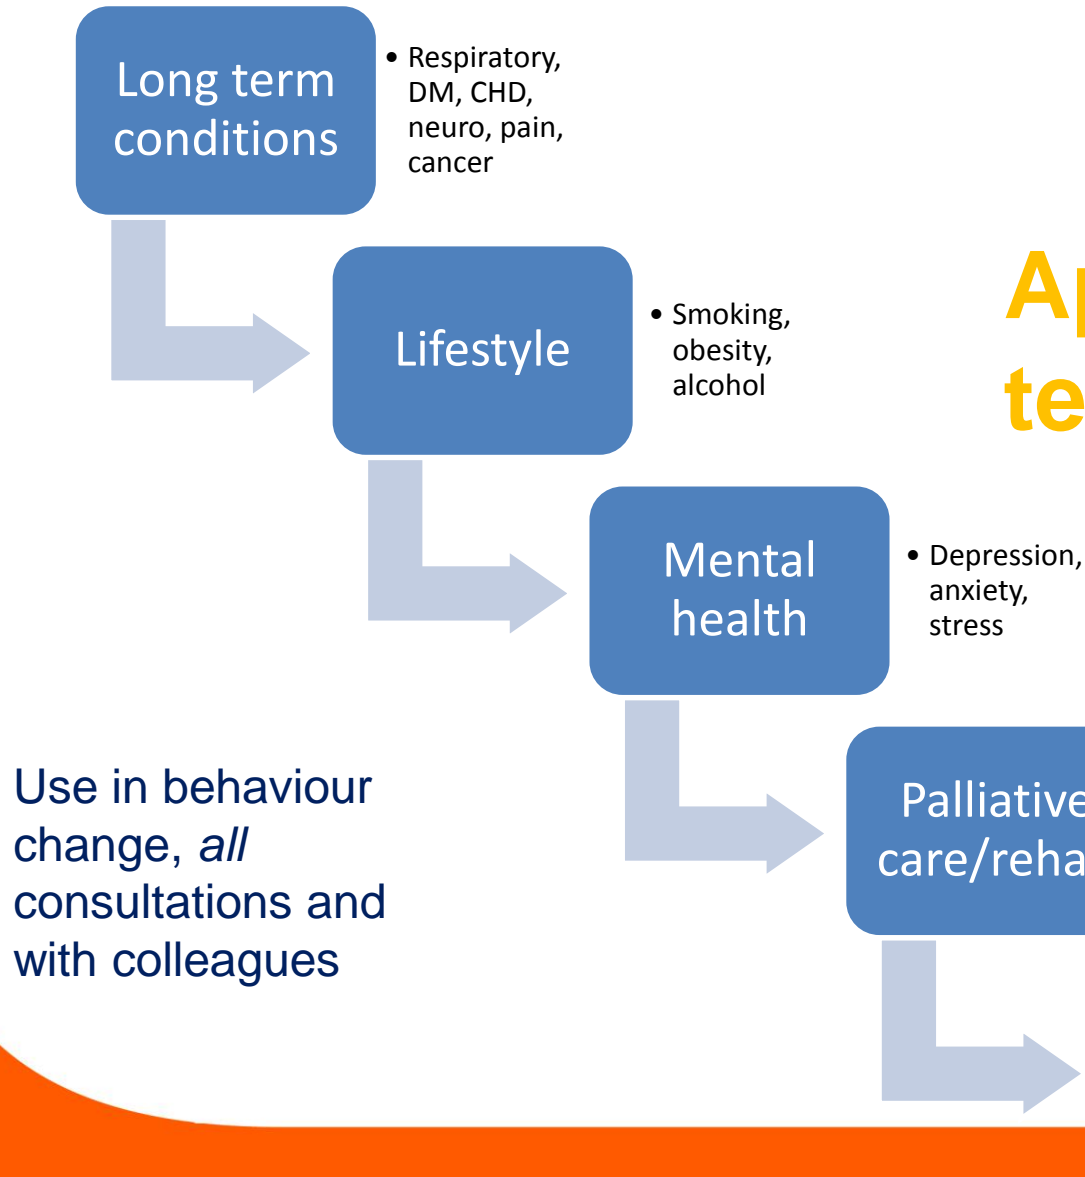 Long term
conditions
• Respiratory,
DM, CHD,
neuro, pain,
cancer
Lifestyle
• Smoking,
obesity,
alcohol
Mental
health
• Depression,
anxiety,
stress
Palliative
Use in behaviour
change, all
consultations and
with colleagues